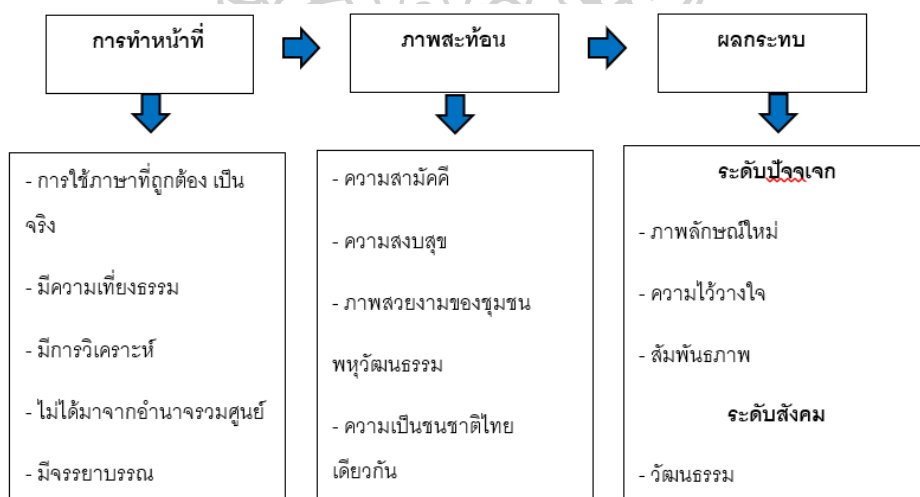 การทำหน้าที่
ภาพสะท้อน
ผลกระทบ
- การใช้ภาษาที่ถูกต้อง เป็น
จริง
- มีความเที่ยงธรรม
- มีการวิเคราะห์
- ไม่ได้มาจากอำนาจรวมศูนย์
- มีจรรยาบรรณ
- ความสามัคคี
- ความสงบสุข
- ภาพสวยงามของชุมชน
พหุวัฒนธรรม
- ความเป็นชนชาติไทย
เดียวกัน
ระดับปัจจเจก
- ภาพลักษณ์ใหม่
- ความไว้วางใจ
- สัมพันธภาพ
ระดับสังคม
- วัฒนธรรม